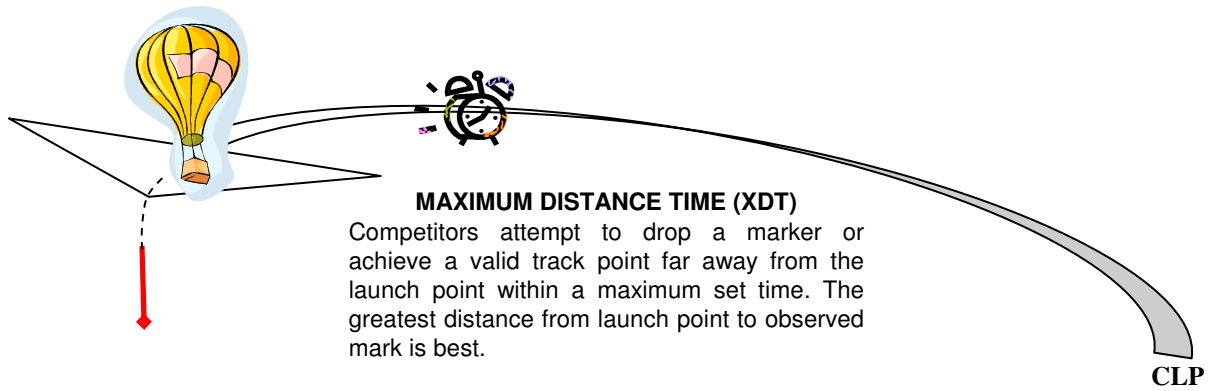 MAXIMUM DISTANCE TIME (XDT)
Competitors attempt to drop a marker or
achieve a valid track point far away from the
launch point within a maximum set time. The
greatest distance from launch point to observed
mark is best.
CLP